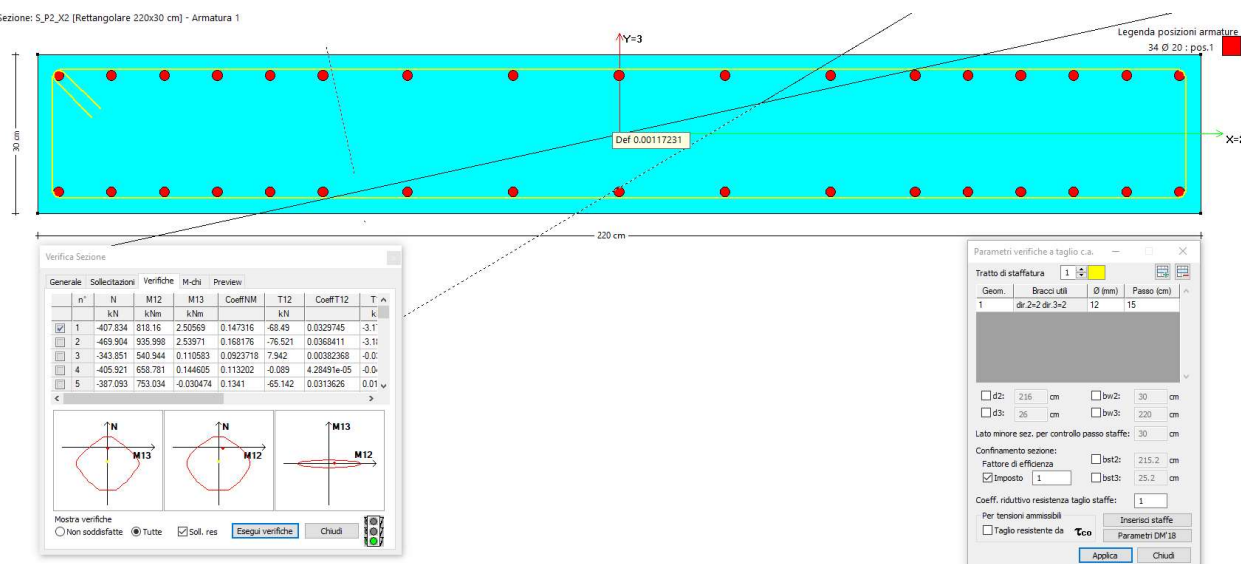 Sezione: S_P2_X2 [Rettangolare 220x30 cm] - Armatura 1
Y=3
Legenda posizioni armature
34 Ø 20 : pos.1
30 cm
Def 0.00117231
220 cm
Verifica Sezione
Generale Sollecitazioni Verifiche M-chi Preview
n° N M12 M13 CoeffNM T12 CoeffT12
kN kNm kNm kN
1 -407.834 818.16 2.50569 0.147316 -68.49 0.0329745
2 -469.904 935.998 2.53971 0.168176 -76.521 0.0368411
3 -343.851 540.944 0.110583 0.0923718 7.942 0.00382368
4 -405.921 658.781 0.144605 0.113202 -0.089 4.28491e-05
5 -387.093 753.034 -0.030474 0.1341 -65.142 0.0313626 0.01
N N M13
M13 M12 M12
Mostra verifiche
Non soddisfatte Tutte Soll. res Esegui verifiche Chiudi
Parametri verifiche a taglio c.a.
Tratto di staffatura 1
Geom. Bracci utili Ø (mm) Passo (cm)
1 dir.2=2 dir.3=2 12 15
d2: 216 cm bw2: 30 cm
d3: 26 cm bw3: 220 cm
Lato minore sez. per controllo passo staffe: 30 cm
Confinamento sezione:
Fattore di efficienza
bst2: 215.2 cm
Imposto 1 bst3: 25.2 cm
Coeff. riduttivo resistenza taglio staffe: 1
Per tensioni ammissibili
Inserisci staffe
Taglio resistente da τco Parametri DM'18
Applica Chiudi